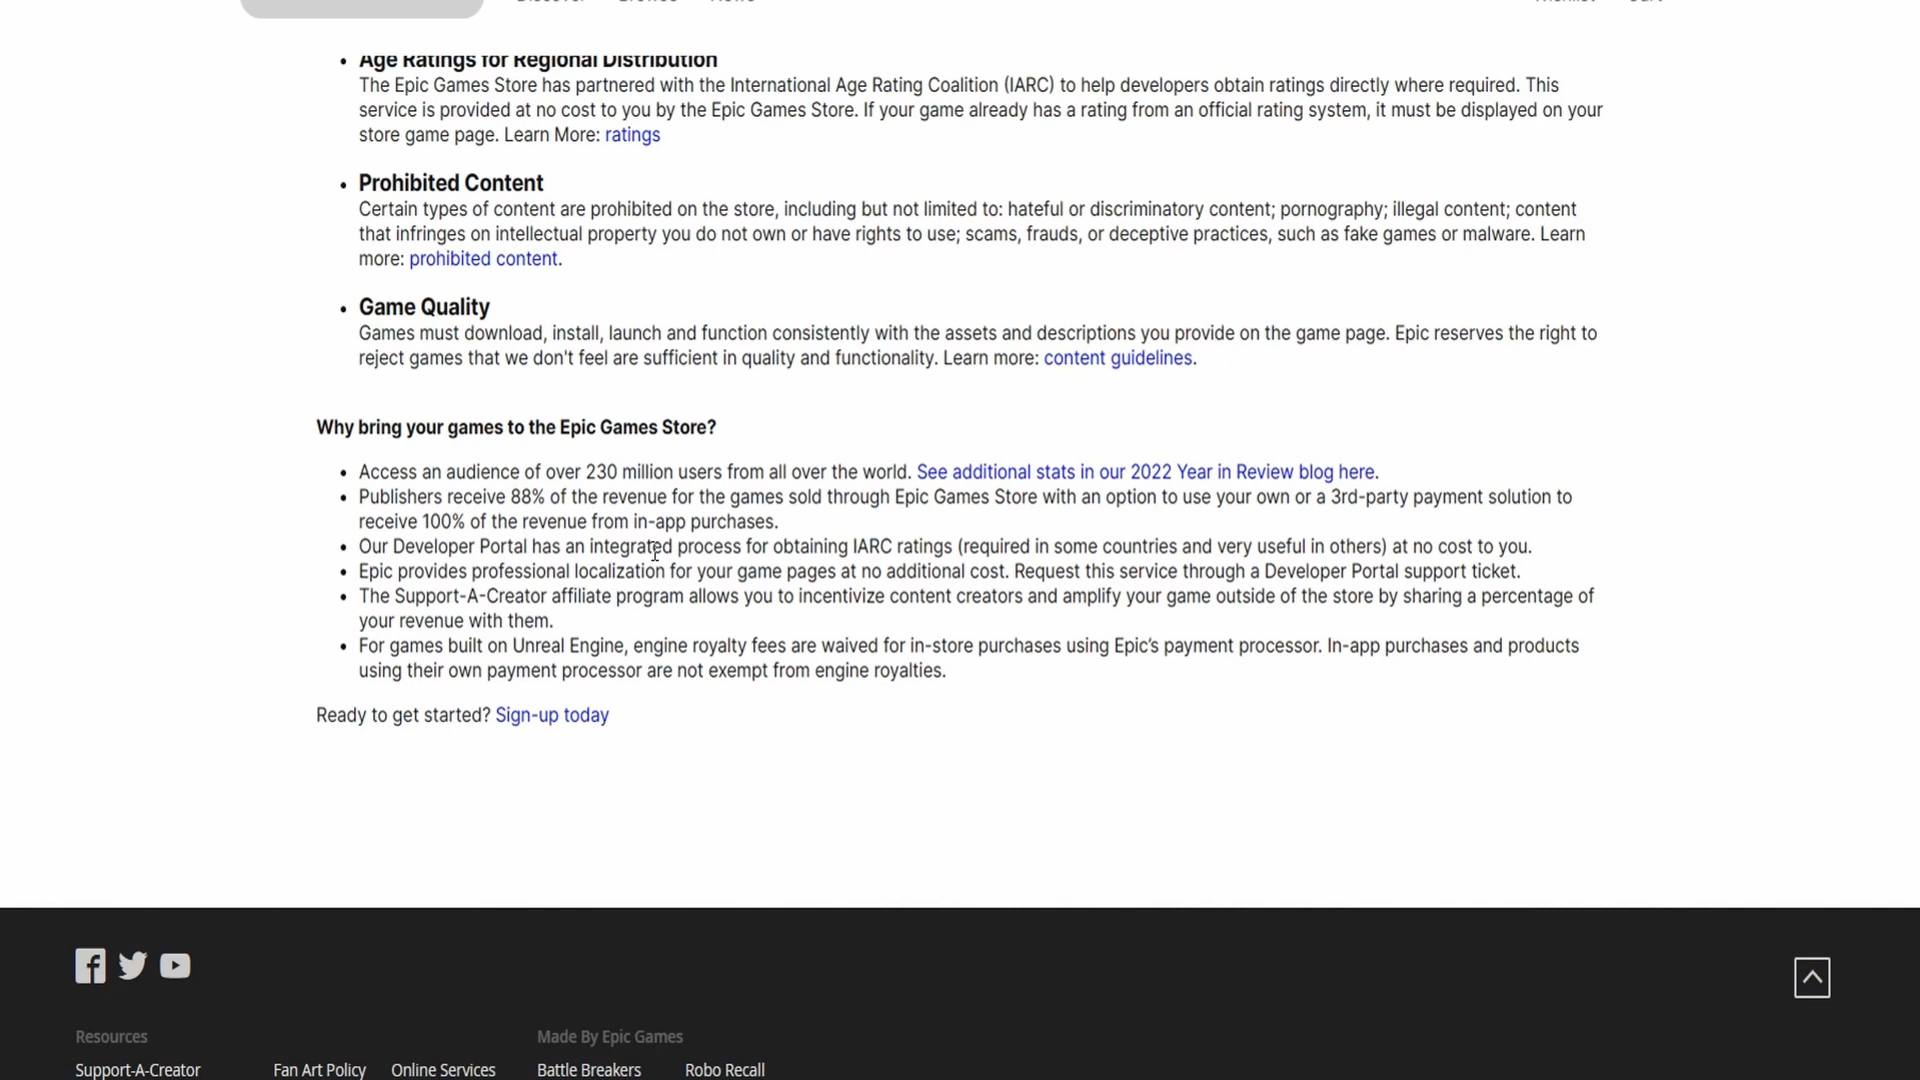 Discover Browse News Wishlist Cart
• Age Ratings for Regional Distribution
The Epic Games Store has partnered with the International Age Rating Coalition (IARC) to help developers obtain ratings directly where required. This
service is provided at no cost to you by the Epic Games Store. If your game already has a rating from an official rating system, it must be displayed on your
store game page. Learn More: ratings
• Prohibited Content
Certain types of content are prohibited on the store, including but not limited to: hateful or discriminatory content; pornography; illegal content; content
that infringes on intellectual property you do not own or have rights to use; scams, frauds, or deceptive practices, such as fake games or malware. Learn
more: prohibited content.
• Game Quality
Games must download, install, launch and function consistently with the assets and descriptions you provide on the game page. Epic reserves the right to
reject games that we don't feel are sufficient in quality and functionality. Learn more: content guidelines.
Why bring your games to the Epic Games Store?
• Access an audience of over 230 million users from all over the world. See additional stats in our 2022 Year in Review blog here.
• Publishers receive 88% of the revenue for the games sold through Epic Games Store with an option to use your own or a 3rd-party payment solution to
receive 100% of the revenue from in-app purchases.
• Our Developer Portal has an integrated process for obtaining IARC ratings (required in some countries and very useful in others) at no cost to you.
• Epic provides professional localization for your game pages at no additional cost. Request this service through a Developer Portal support ticket.
• The Support-A-Creator affiliate program allows you to incentivize content creators and amplify your game outside of the store by sharing a percentage of
your revenue with them.
• For games built on Unreal Engine, engine royalty fees are waived for in-store purchases using Epic’s payment processor. In-app purchases and products
using their own payment processor are not exempt from engine royalties.
Ready to get started? Sign-up today
Resources Made By Epic Games
Support-A-Creator Fan Art Policy Online Services Battle Breakers Robo Recall